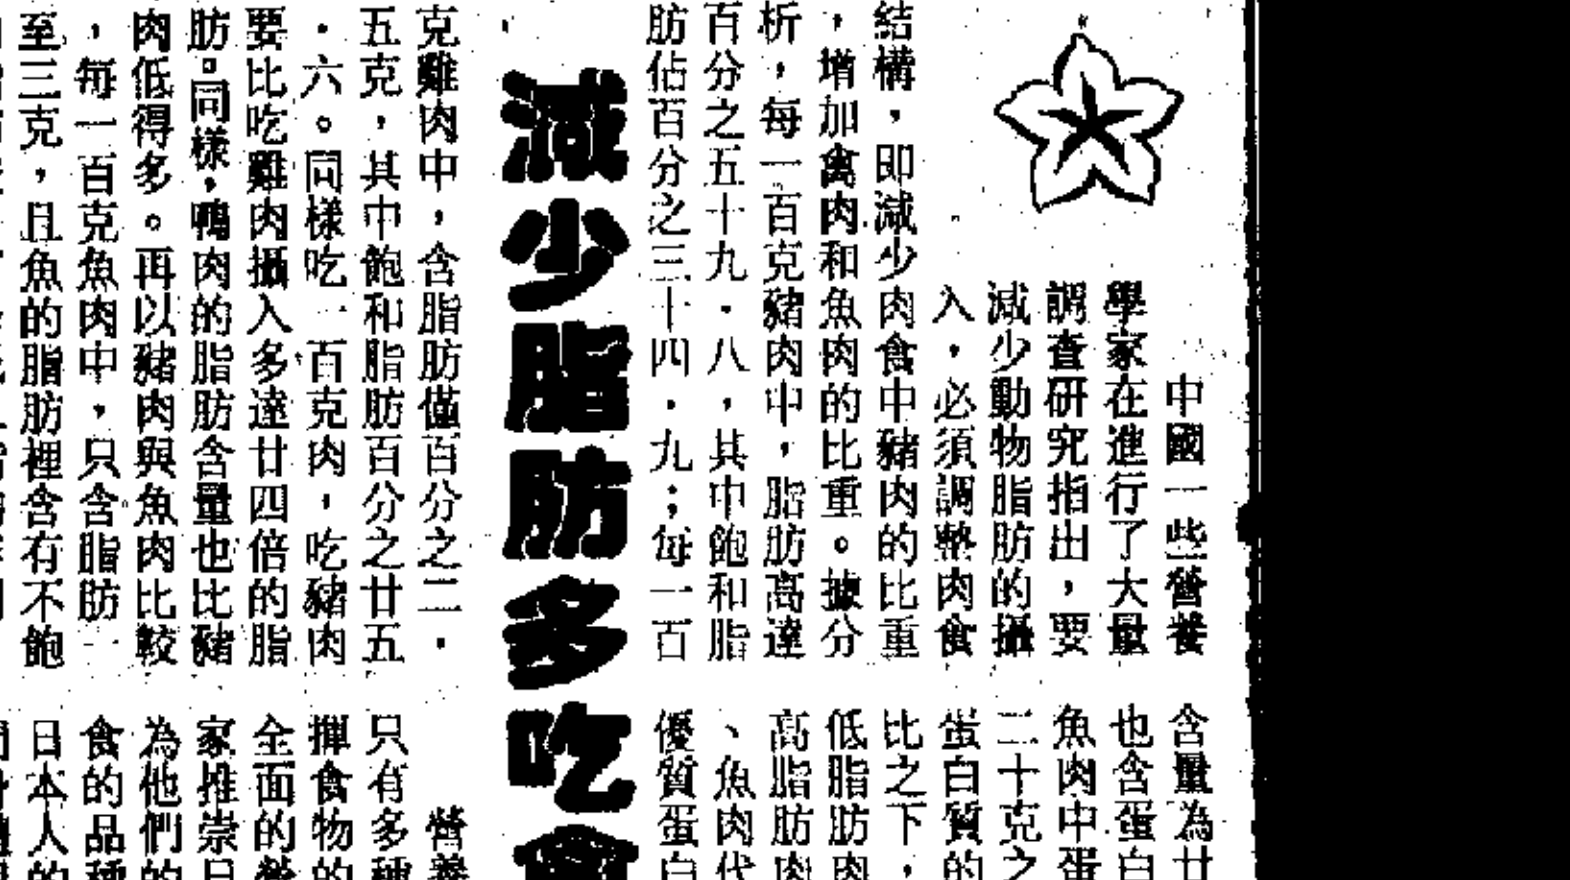 減少脂肪多吃禽
中國一些營養
學家在進行了大量
調查研究指出，要
減少動物脂肪的攝
入，必須調整肉食
結構，即減少肉食中豬肉的比重
，增加禽肉和魚肉的比重。據分
析，每一百克豬肉中，脂肪高達
百分之五十九．八，其中飽和脂
肪佔百分之三十四．九；每一百
克雞肉中，含脂肪僅百分之二．
五克，其中飽和脂肪百分之廿五
．六。同樣吃一百克肉，吃豬肉
要比吃雞肉攝入多達廿四倍的脂
肪。同樣，鴨肉的脂肪含量也比豬
肉低得多。再以豬肉與魚肉比較
，每一百克魚肉中，只含脂肪一
至三克，且魚的脂肪裡含有不飽
含量為廿
也含蛋白
魚肉中蛋
二十克之
蛋白質的
比之下，
低脂肪肉
高脂肪肉
、魚肉代
優質蛋白
營養
只有多種
揮食物的
全面的營
家推崇日
為他們的
食的品種
日本人的